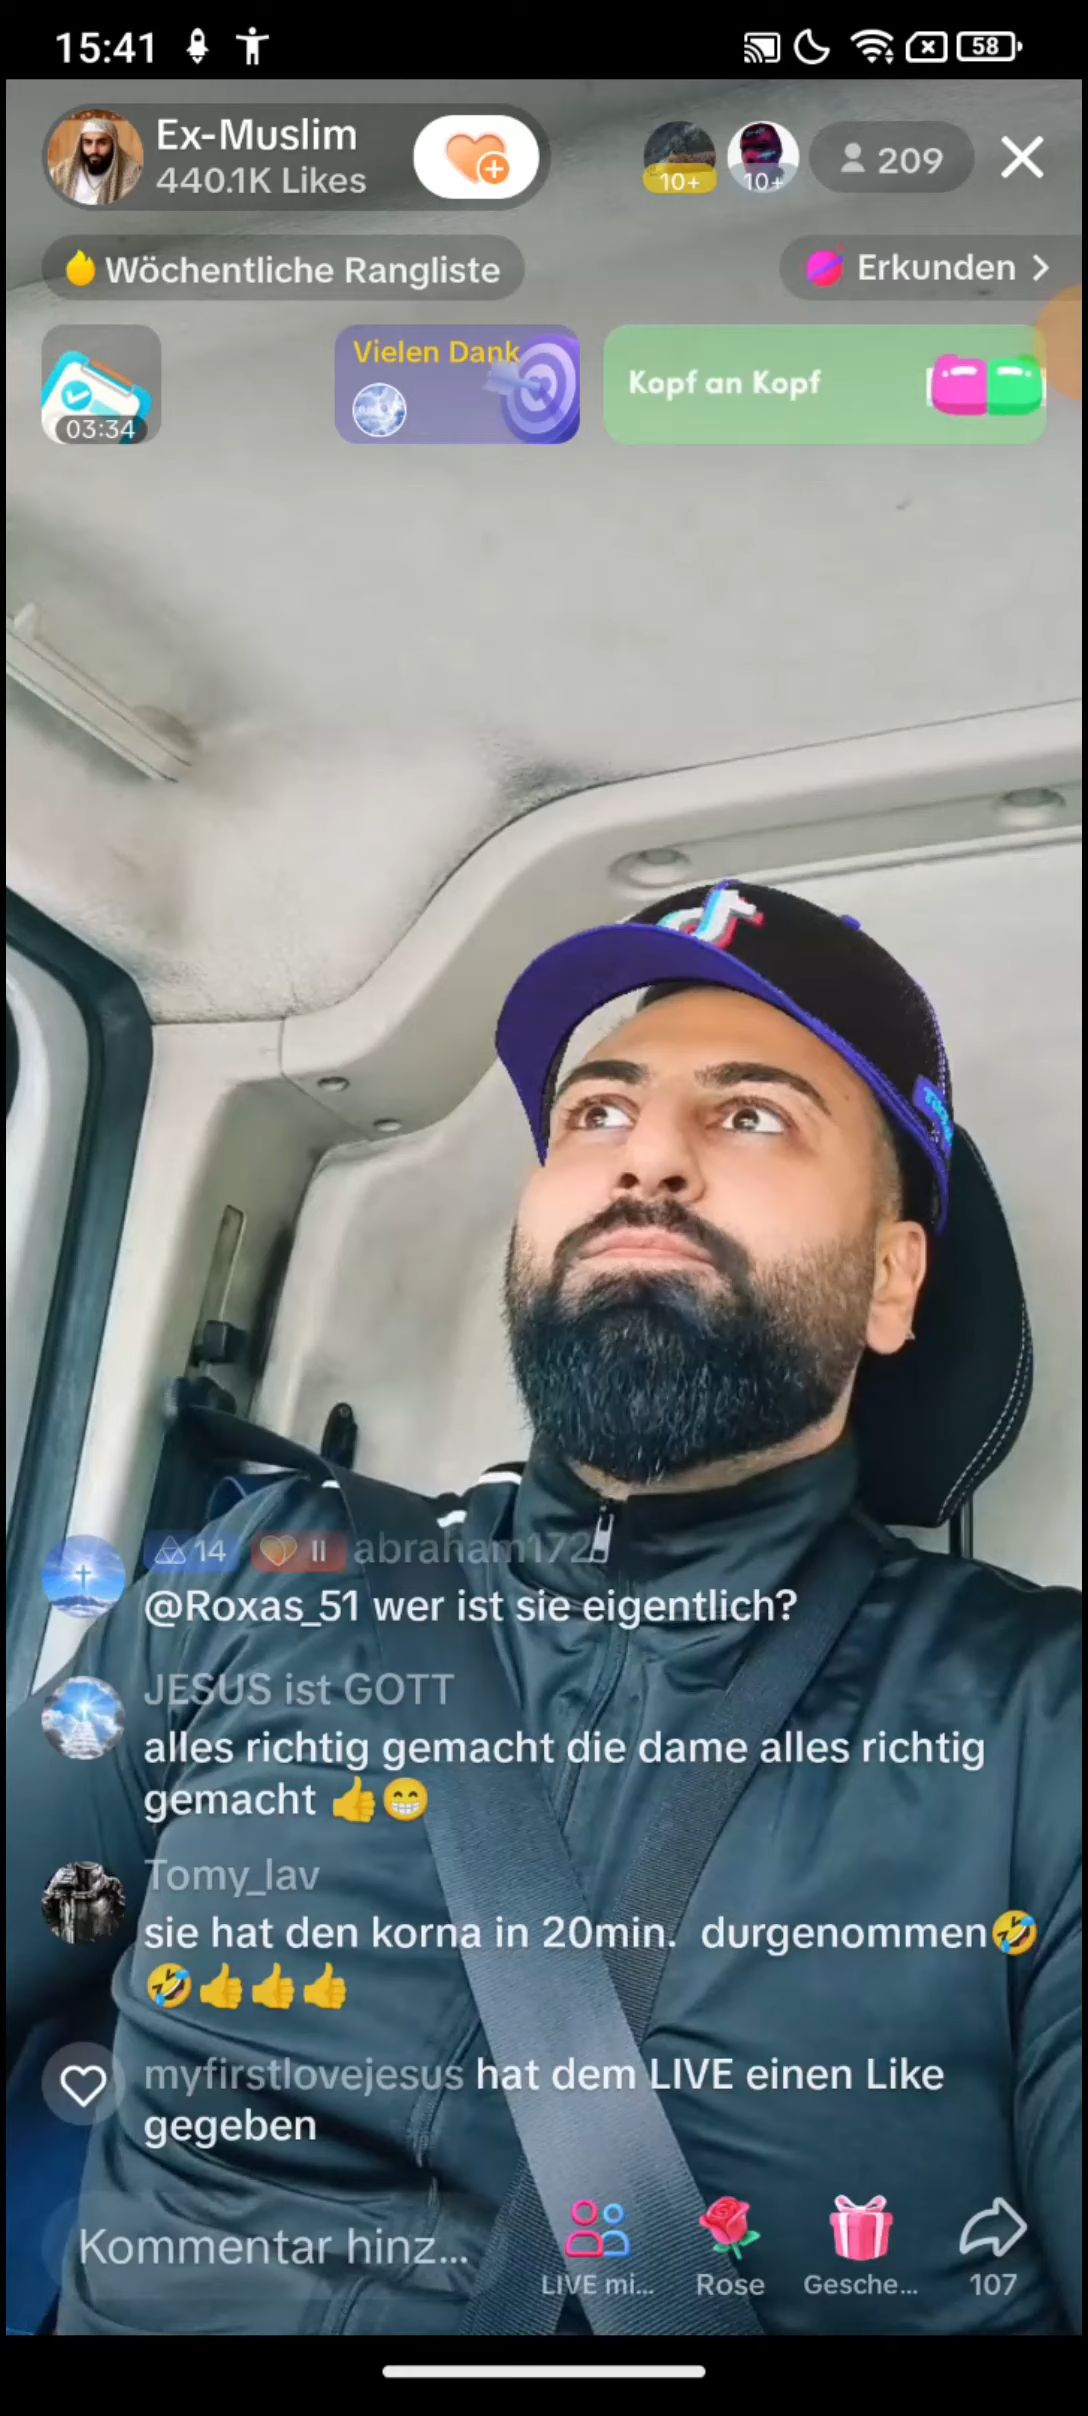 15:41
58
Ex-Muslim
440.1K Likes
10+
10+
209
Wöchentliche Rangliste
Erkunden >
03:34
Vielen Dank
Kopf an Kopf
14 II abraham172
@Roxas_51 wer ist sie eigentlich?
JESUS ist GOTT
alles richtig gemacht die dame alles richtig
gemacht 👍😁
Tomy_lav
sie hat den korna in 20min.  durgenommen🤣
🤣👍👍👍
myfirstlovejesus hat dem LIVE einen Like
gegeben
Kommentar hinz...
LIVE mi...
Rose
Gesche...
107